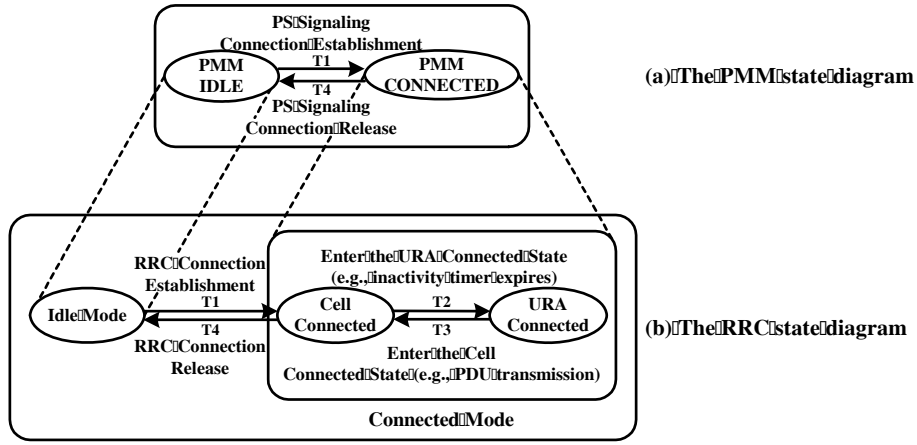 PS Signaling
Connection Establishment
T1
PMM
IDLE
PMM
CONNECTED
T4
PS Signaling
Connection Release
(a) The PMM state diagram
RRC Connection
Establishment
T1
Idle Mode
T4
RRC Connection
Release
Enter the URA Connected State
(e.g., inactivity timer expires)
Cell
Connected
T2
T3
URA
Connected
Enter the Cell
Connected State (e.g., PDU transmission)
Connected Mode
(b) The RRC state diagram